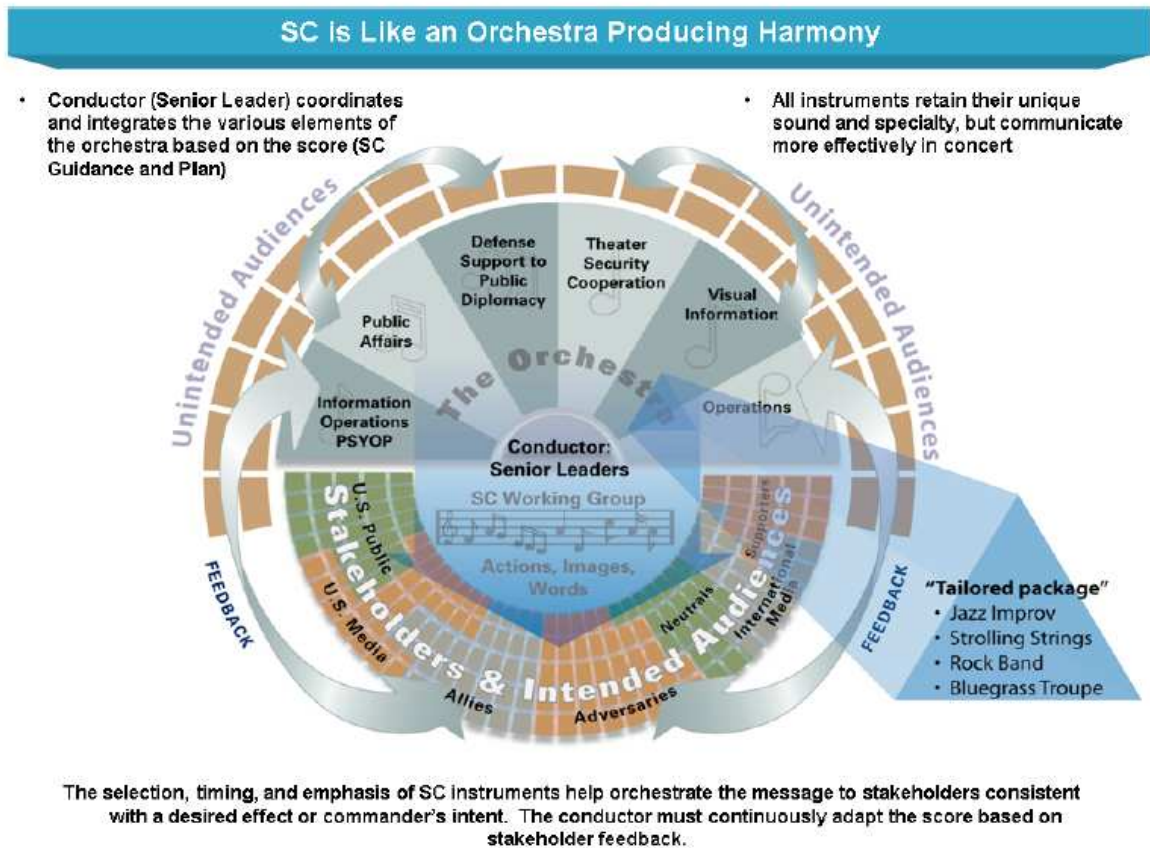 SC is Like an Orchestra Producing Harmony
• Conductor (Senior Leader) coordinates
and integrates the various elements of
the orchestra based on the score (SC
Guidance and Plan)
• All instruments retain their unique
sound and specialty, but communicate
more effectively in concert
Unintended Audiences
Unintended Audiences
Defense
Support to
Public
Diplomacy
Theater
Security
Cooperation
Visual
Information
Public
Affairs
Information
Operations
PSYOP
Operations
The Orchestra
Conductor:
Senior Leaders
SC Working Group
Actions, Images,
Words
Stakeholders & Intended Audiences
U.S. Public
U.S. Media
Allies
Adversaries
Neutrals
International
Media
Supporters
FEEDBACK
FEEDBACK
“Tailored package”
• Jazz Improv
• Strolling Strings
• Rock Band
• Bluegrass Troupe
The selection, timing, and emphasis of SC instruments help orchestrate the message to stakeholders consistent
with a desired effect or commander's intent. The conductor must continuously adapt the score based on
stakeholder feedback.